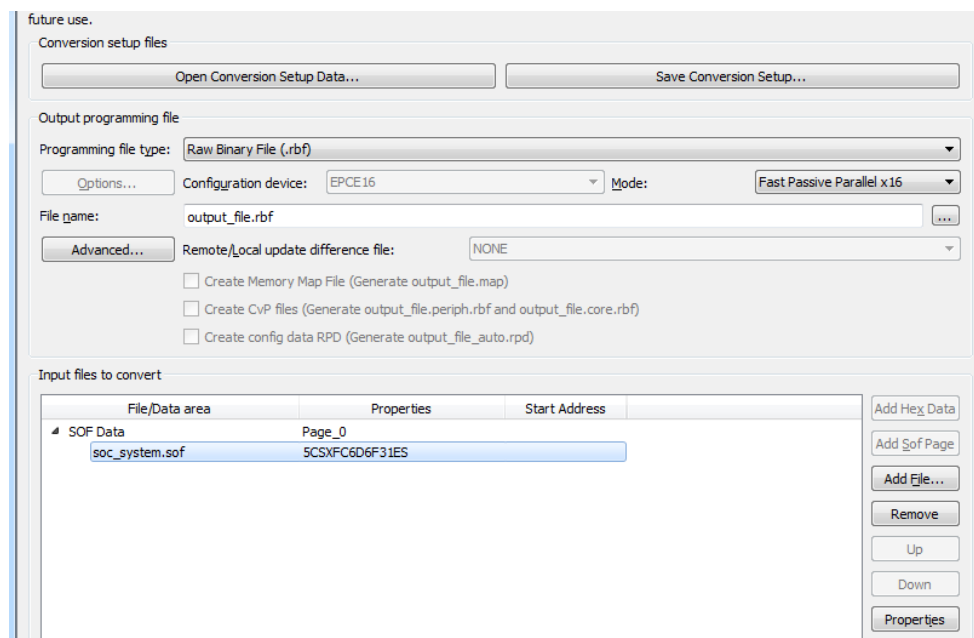 future use.
Conversion setup files
Open Conversion Setup Data... Save Conversion Setup...
Output programming file
Programming file type: Raw Binary File (.rbf)
Options... Configuration device: EPCE16 Mode: Fast Passive Parallel x16
File name: output_file.rbf ...
Advanced... Remote/Local update difference file: NONE
Create Memory Map File (Generate output_file.map)
Create CvP files (Generate output_file.periph.rbf and output_file.core.rbf)
Create config data RPD (Generate output_file_auto.rpd)
Input files to convert
File/Data area Properties Start Address Add Hex Data
SOF Data Page_0
soc_system.sof 5CSXFC6D6F31ES Add Sof Page
Add File...
Remove
Up
Down
Properties